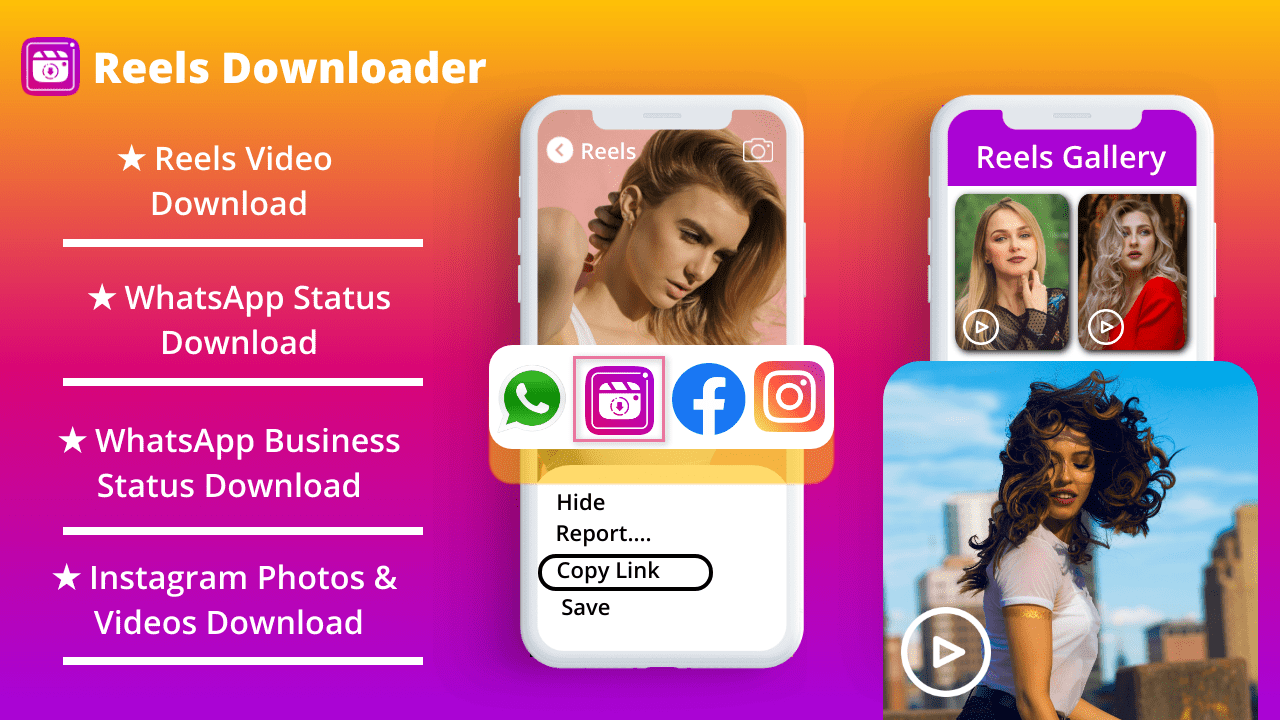 Reels Downloader
★ Reels Video
Download
★ WhatsApp Status
Download
★ WhatsApp Business
Status Download
★ Instagram Photos &
Videos Download
Reels
Hide
Report....
Copy Link
Save
Reels Gallery